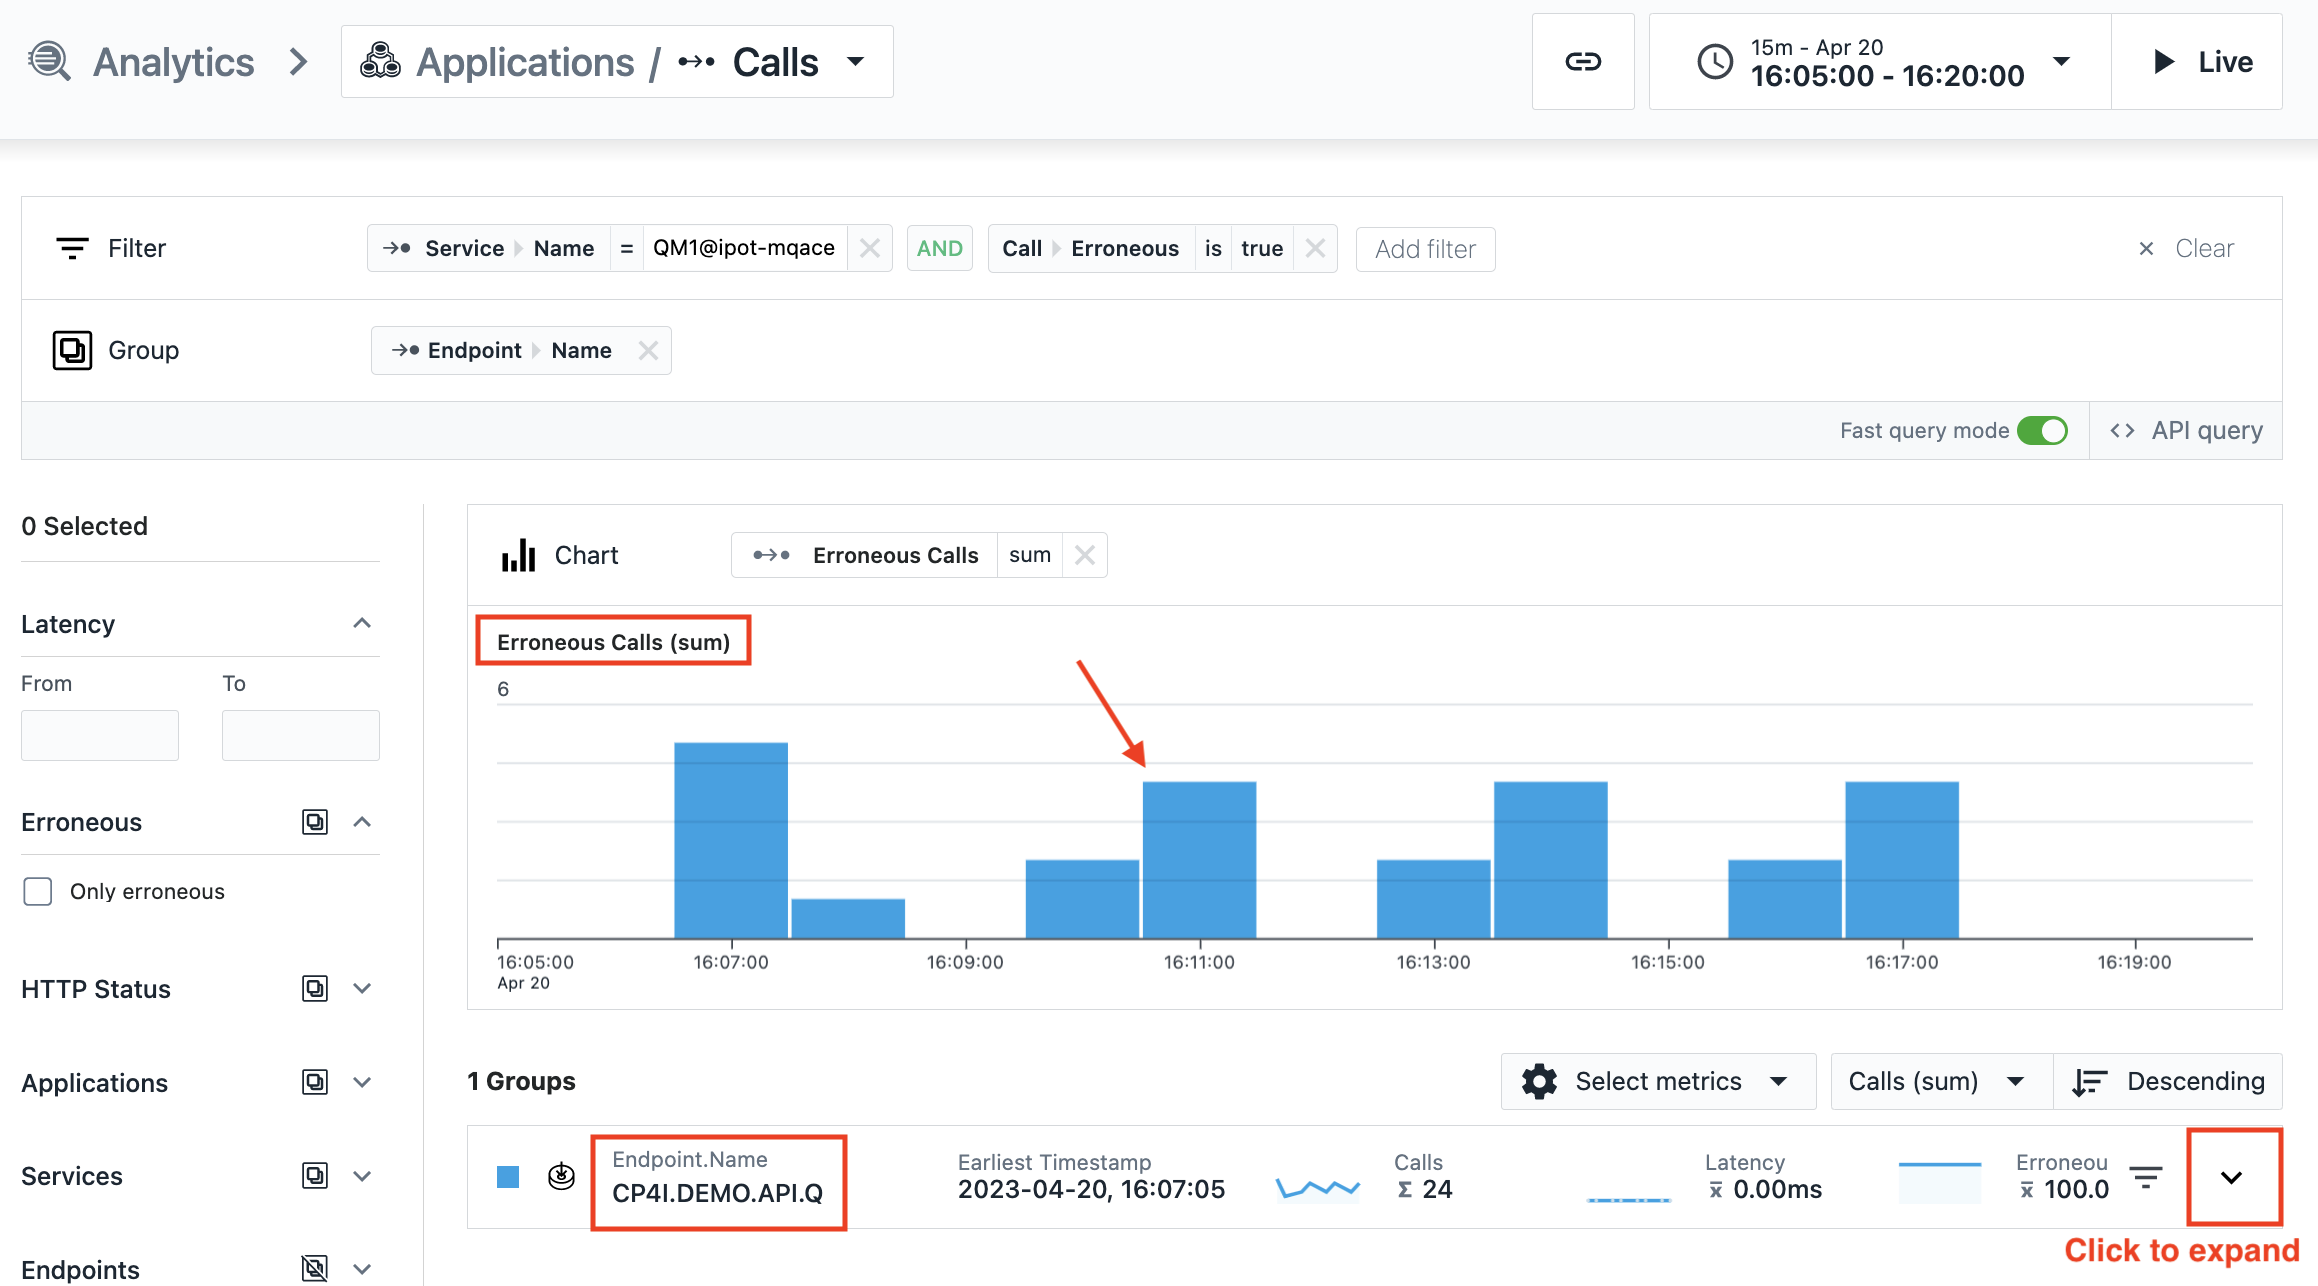 Analytics
Applications / Calls
15m - Apr 20
16:05:00 - 16:20:00
Live
Filter
Service Name = QM1@ipot-mqace AND Call Erroneous is true Add filter
Clear
Group
Endpoint Name
Fast query mode
<> API query
0 Selected
Chart
Erroneous Calls sum
Latency
From To
Erroneous
Only erroneous
HTTP Status
Applications
Services
Endpoints
Erroneous Calls (sum)
6
16:05:00 16:07:00 16:09:00 16:11:00 16:13:00 16:15:00 16:17:00 16:19:00
Apr 20
1 Groups
Select metrics
Calls (sum)
Descending
Endpoint.Name
CP4I.DEMO.API.Q
Earliest Timestamp
2023-04-20, 16:07:05
Calls
Σ 24
Latency
x̅ 0.00ms
Erroneou
x̅ 100.0
Click to expand